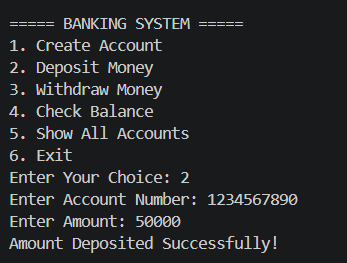 ===== BANKING SYSTEM =====
1. Create Account
2. Deposit Money
3. Withdraw Money
4. Check Balance
5. Show All Accounts
6. Exit
Enter Your Choice: 2
Enter Account Number: 1234567890
Enter Amount: 50000
Amount Deposited Successfully!